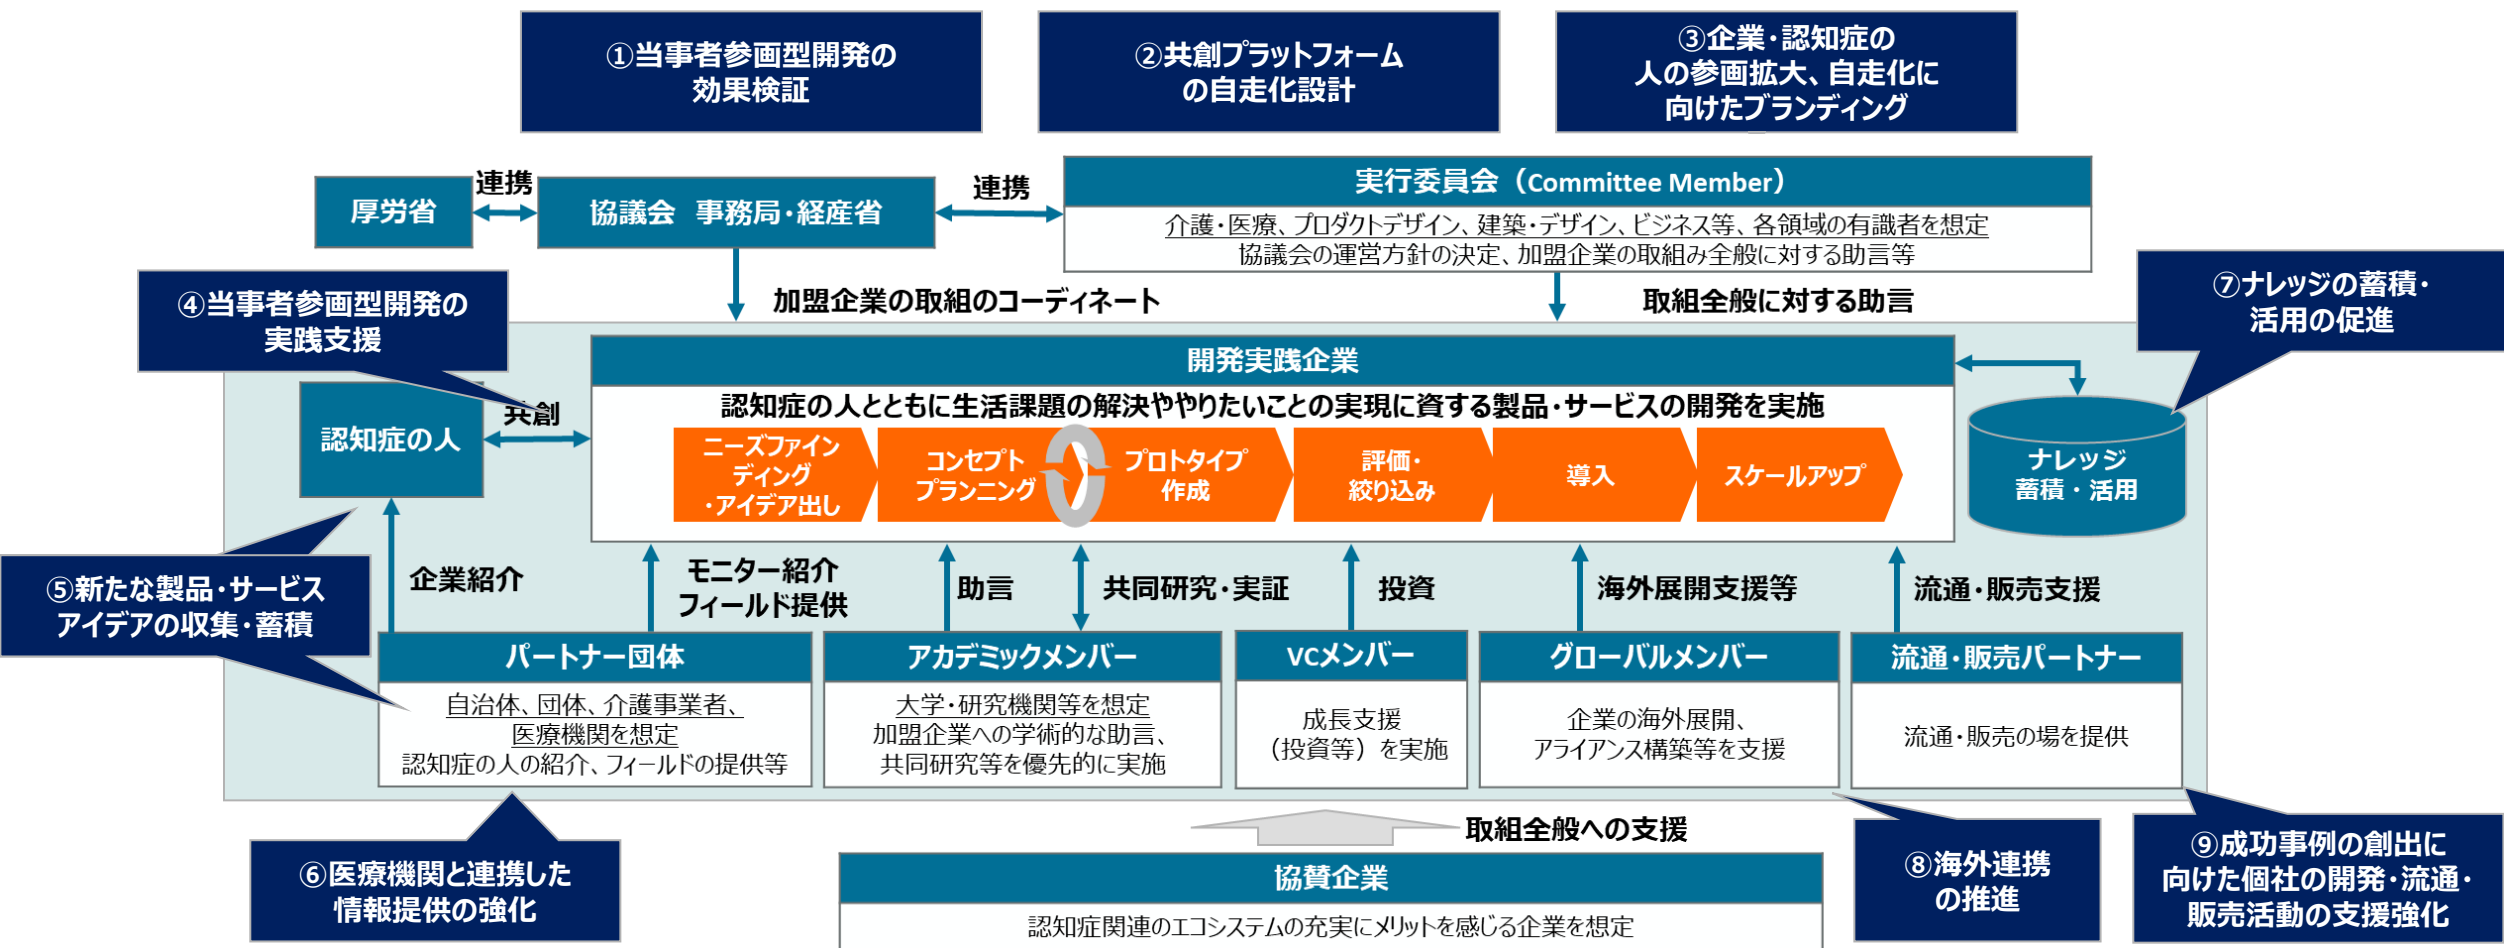 ①当事者参画型開発の
効果検証
②共創プラットフォーム
の自走化設計
③企業・認知症の
人の参画拡大、自走化に
向けたブランディング
厚労省
連携
協議会　事務局・経産省
連携
実行委員会（Committee Member）
介護・医療、プロダクトデザイン、建築・デザイン、ビジネス等、各領域の有識者を想定
協議会の運営方針の決定、加盟企業の取組み全般に対する助言等
④当事者参画型開発の
実践支援
加盟企業の取組のコーディネート
取組全般に対する助言
⑦ナレッジの蓄積・
活用の促進
開発実践企業
認知症の人とともに生活課題の解決ややりたいことの実現に資する製品・サービスの開発を実施
認知症の人
共創
ニーズファイン
ディング
・アイデア出し
コンセプト
プランニング
プロトタイプ
作成
評価・
絞り込み
導入
スケールアップ
ナレッジ
蓄積・活用
⑤新たな製品・サービス
アイデアの収集・蓄積
企業紹介
モニター紹介
フィールド提供
助言
共同研究・実証
投資
海外展開支援等
流通・販売支援
パートナー団体
自治体、団体、介護事業者、
医療機関を想定
認知症の人の紹介、フィールドの提供等
アカデミックメンバー
大学・研究機関等を想定
加盟企業への学術的な助言、
共同研究等を優先的に実施
VCメンバー
成長支援
（投資等）を実施
グローバルメンバー
企業の海外展開、
アライアンス構築等を支援
流通・販売パートナー
流通・販売の場を提供
⑥医療機関と連携した
情報提供の強化
取組全般への支援
協賛企業
認知症関連のエコシステムの充実にメリットを感じる企業を想定
⑧海外連携
の推進
⑨成功事例の創出に
向けた個社の開発・流通・
販売活動の支援強化